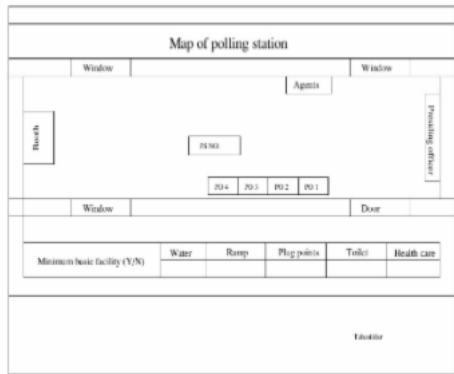 Map of polling station
Window Window
Agents
Booth
Presiding officer
PS NO.
PO 4 PO 3 PO 2 PO 1
Window Door
Minimum basic facility (Y/N) Water Ramp Plug points Toilet Health care